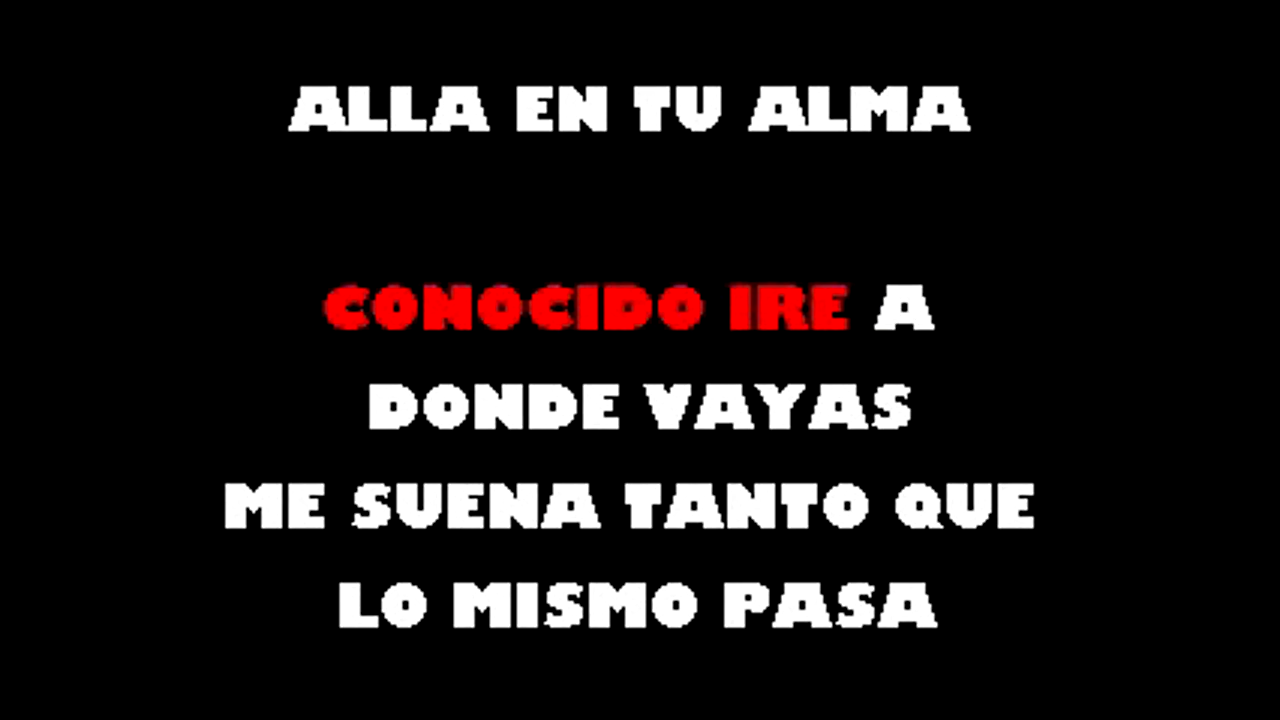 ALLA EN TU ALMA
CONOCIDO IRE A
DONDE VAYAS
ME SUENA TANTO QUE
LO MISMO PASA